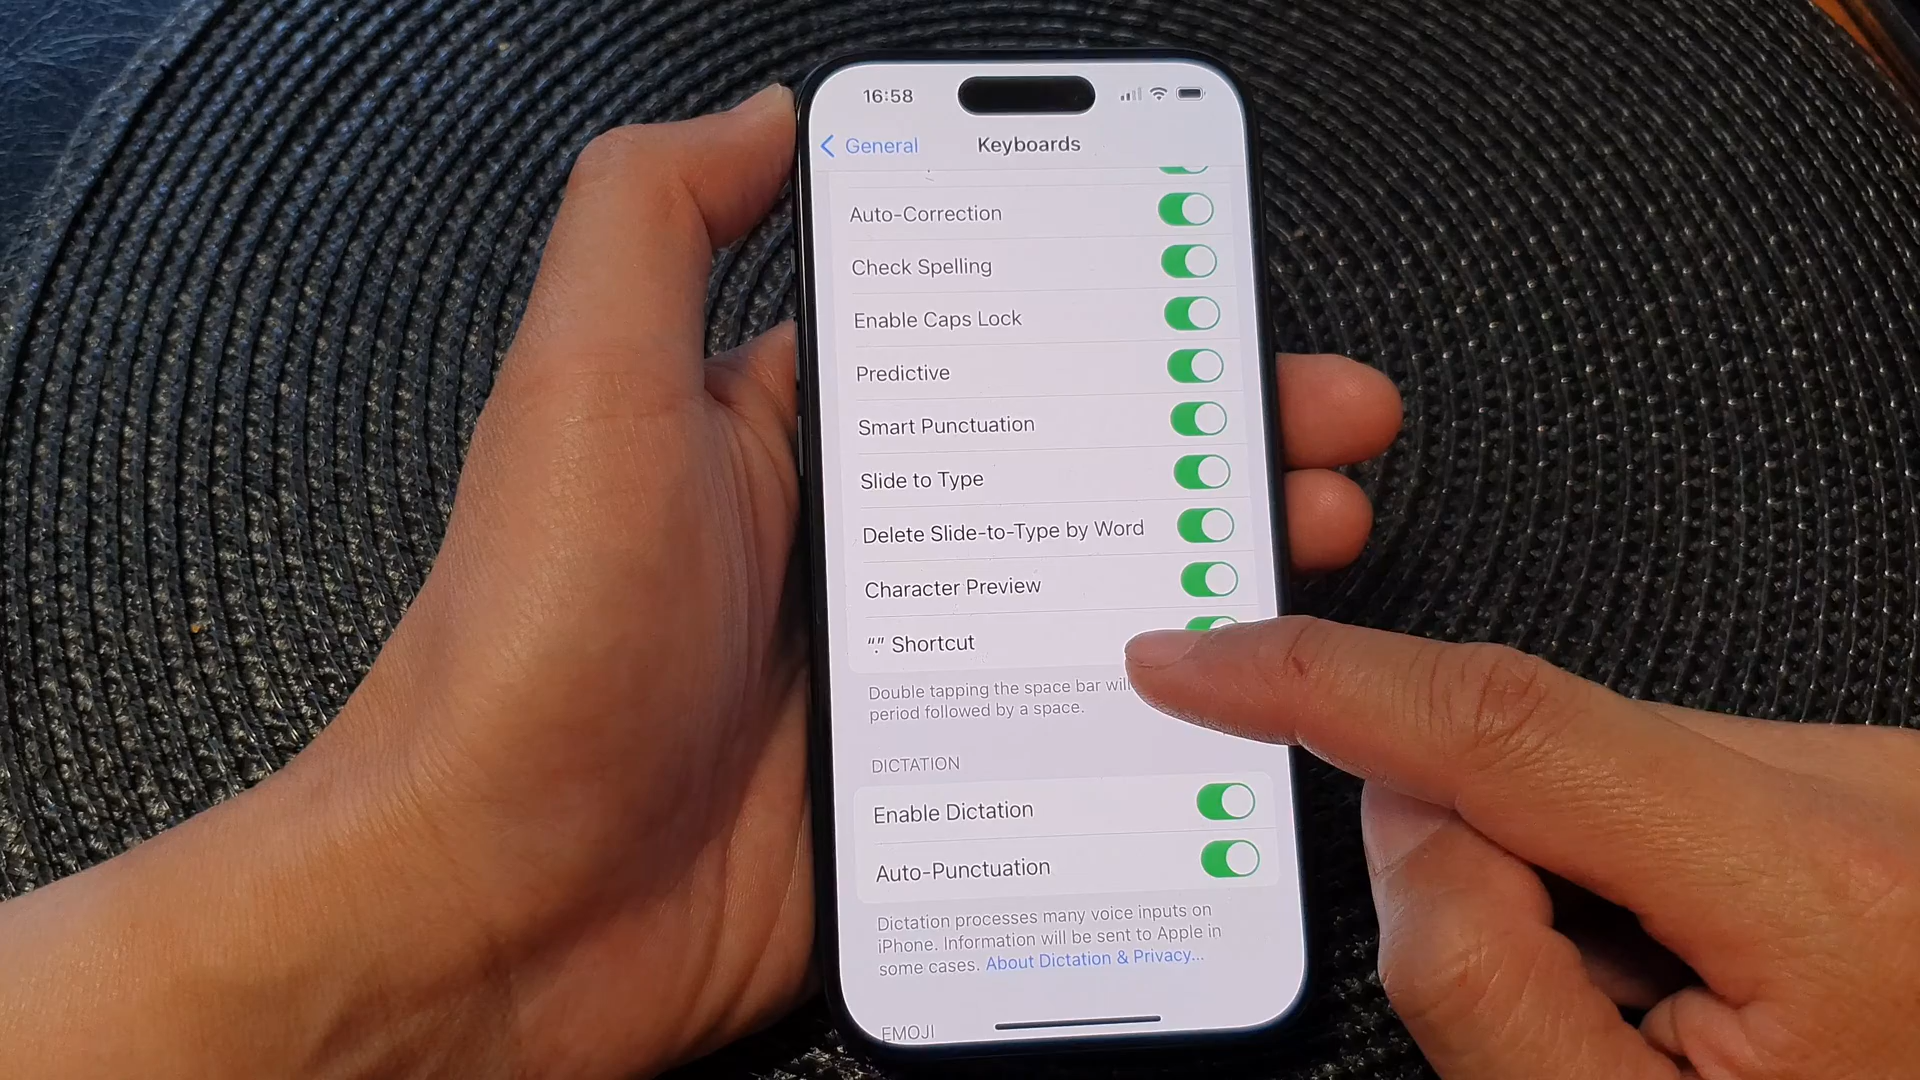 16:58
General
Keyboards
Auto-Correction
Check Spelling
Enable Caps Lock
Predictive
Smart Punctuation
Slide to Type
Delete Slide-to-Type by Word
Character Preview
“.” Shortcut
Double tapping the space bar will
period followed by a space.
DICTATION
Enable Dictation
Auto-Punctuation
Dictation processes many voice inputs on
iPhone. Information will be sent to Apple in
some cases. About Dictation & Privacy...
EMOJI